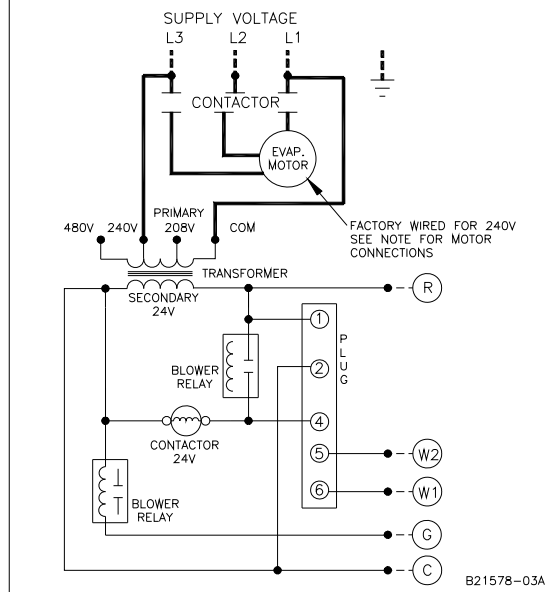 SUPPLY VOLTAGE
L3 L2 L1
CONTACTOR
EVAP.
MOTOR
PRIMARY
480V 240V 208V COM
FACTORY WIRED FOR 240V
SEE NOTE FOR MOTOR
CONNECTIONS
TRANSFORMER
SECONDARY
24V
R
1
PLUG
2
BLOWER
RELAY
4
CONTACTOR
24V
5
W2
6
W1
BLOWER
RELAY
G
C
B21578-03A